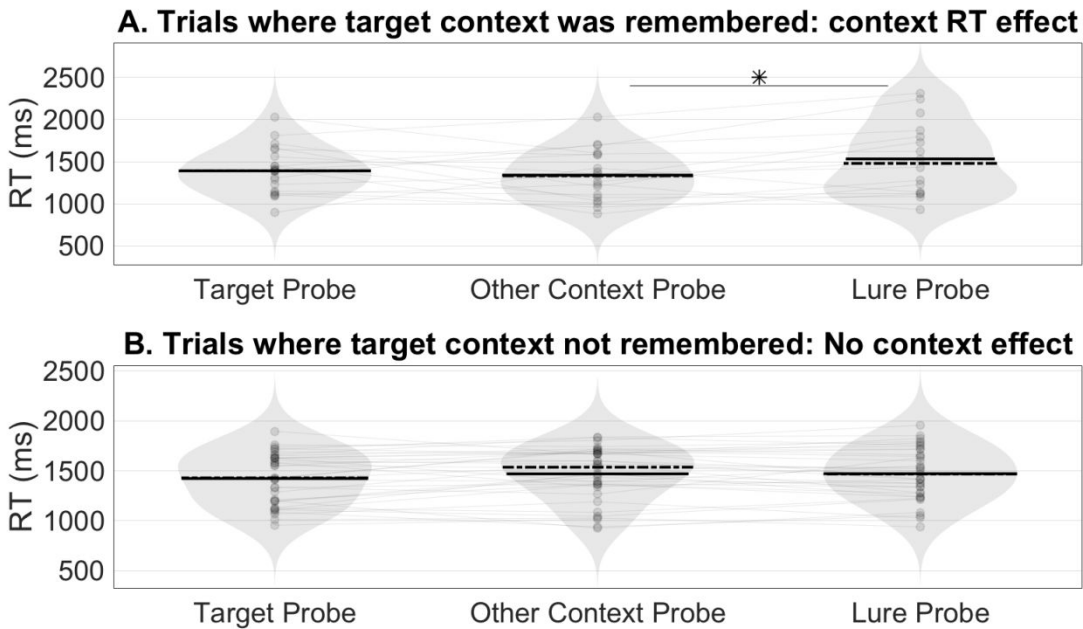 A. Trials where target context was remembered: context RT effect
2500
2000
1500
1000
500
RT (ms)
*
Target Probe Other Context Probe Lure Probe
B. Trials where target context not remembered: No context effect
2500
2000
1500
1000
500
RT (ms)
Target Probe Other Context Probe Lure Probe